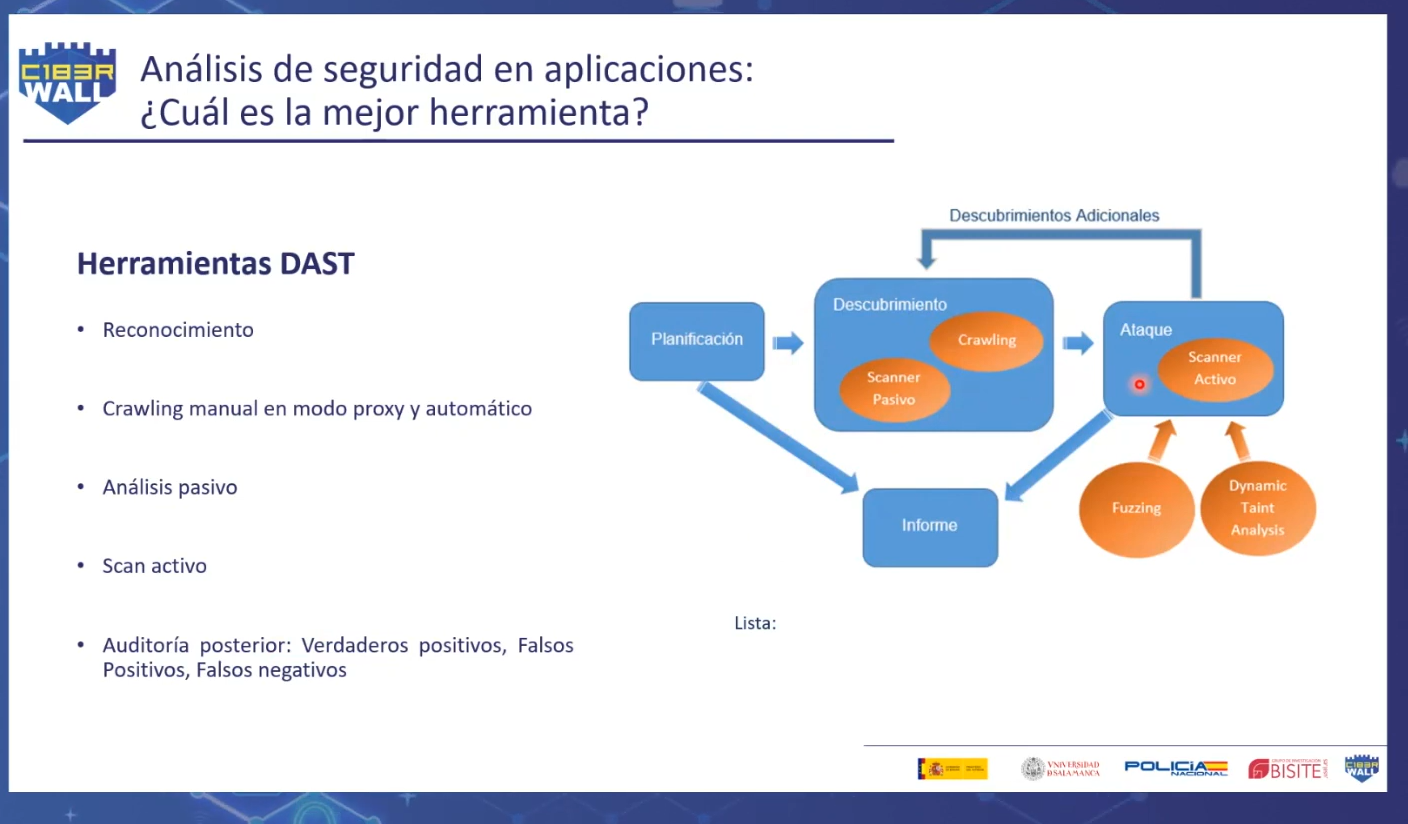 C1B3R
WALL
Análisis de seguridad en aplicaciones:
¿Cuál es la mejor herramienta?
Herramientas DAST
• Reconocimiento
• Crawling manual en modo proxy y automático
• Análisis pasivo
• Scan activo
• Auditoría posterior: Verdaderos positivos, Falsos
Positivos, Falsos negativos
Descubrimientos Adicionales
Planificación
Descubrimiento
Crawling
Scanner
Pasivo
Ataque
Scanner
Activo
Informe
Fuzzing
Dynamic
Taint
Analysis
Lista:
VNIVERSIDAD
D SALAMANCA
POLICIA
NACIONAL
BISITE
C1B3R
WALL